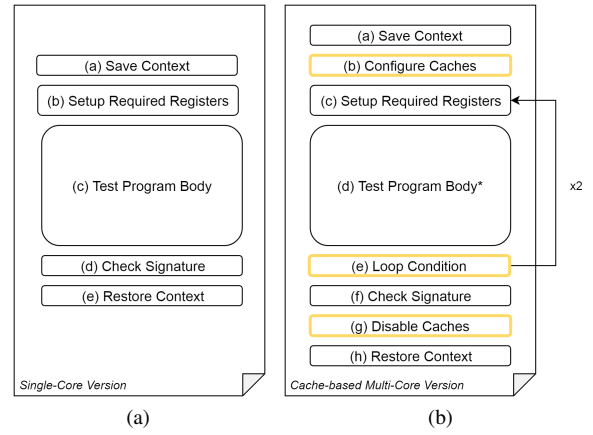 (a) Save Context
(b) Setup Required Registers
(c) Test Program Body
(d) Check Signature
(e) Restore Context
Single-Core Version
(a)
(a) Save Context
(b) Configure Caches
(c) Setup Required Registers
(d) Test Program Body*
(e) Loop Condition
(f) Check Signature
(g) Disable Caches
(h) Restore Context
x2
Cache-based Multi-Core Version
(b)